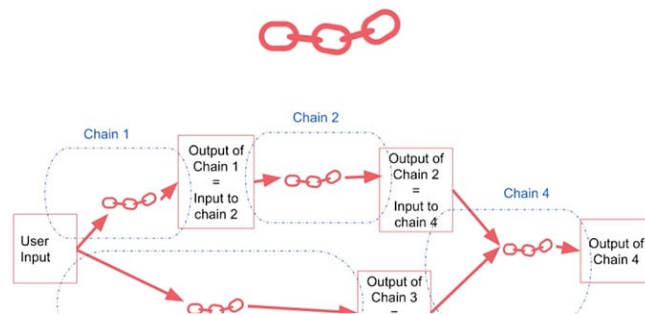 Chain 1
Chain 2
Output of
Chain 1
=
Input to
chain 2
Output of
Chain 2
=
Input to
chain 4
Chain 4
User
Input
Output of
Chain 4
Output of
Chain 3
=